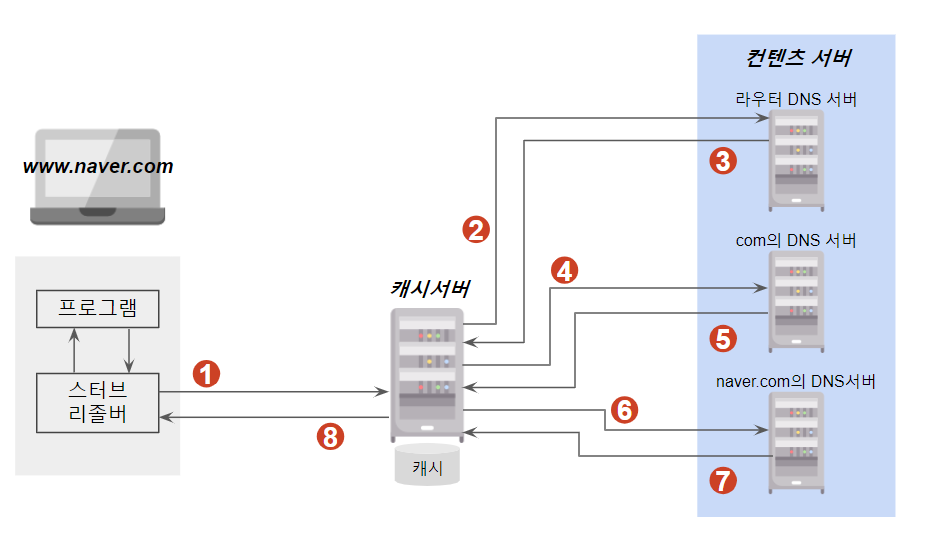 컨텐츠 서버
라우터 DNS 서버
www.naver.com
3
2
com의 DNS 서버
4
캐시서버
프로그램
5
1
naver.com의 DNS서버
스터브
리졸버
6
8
캐시
7